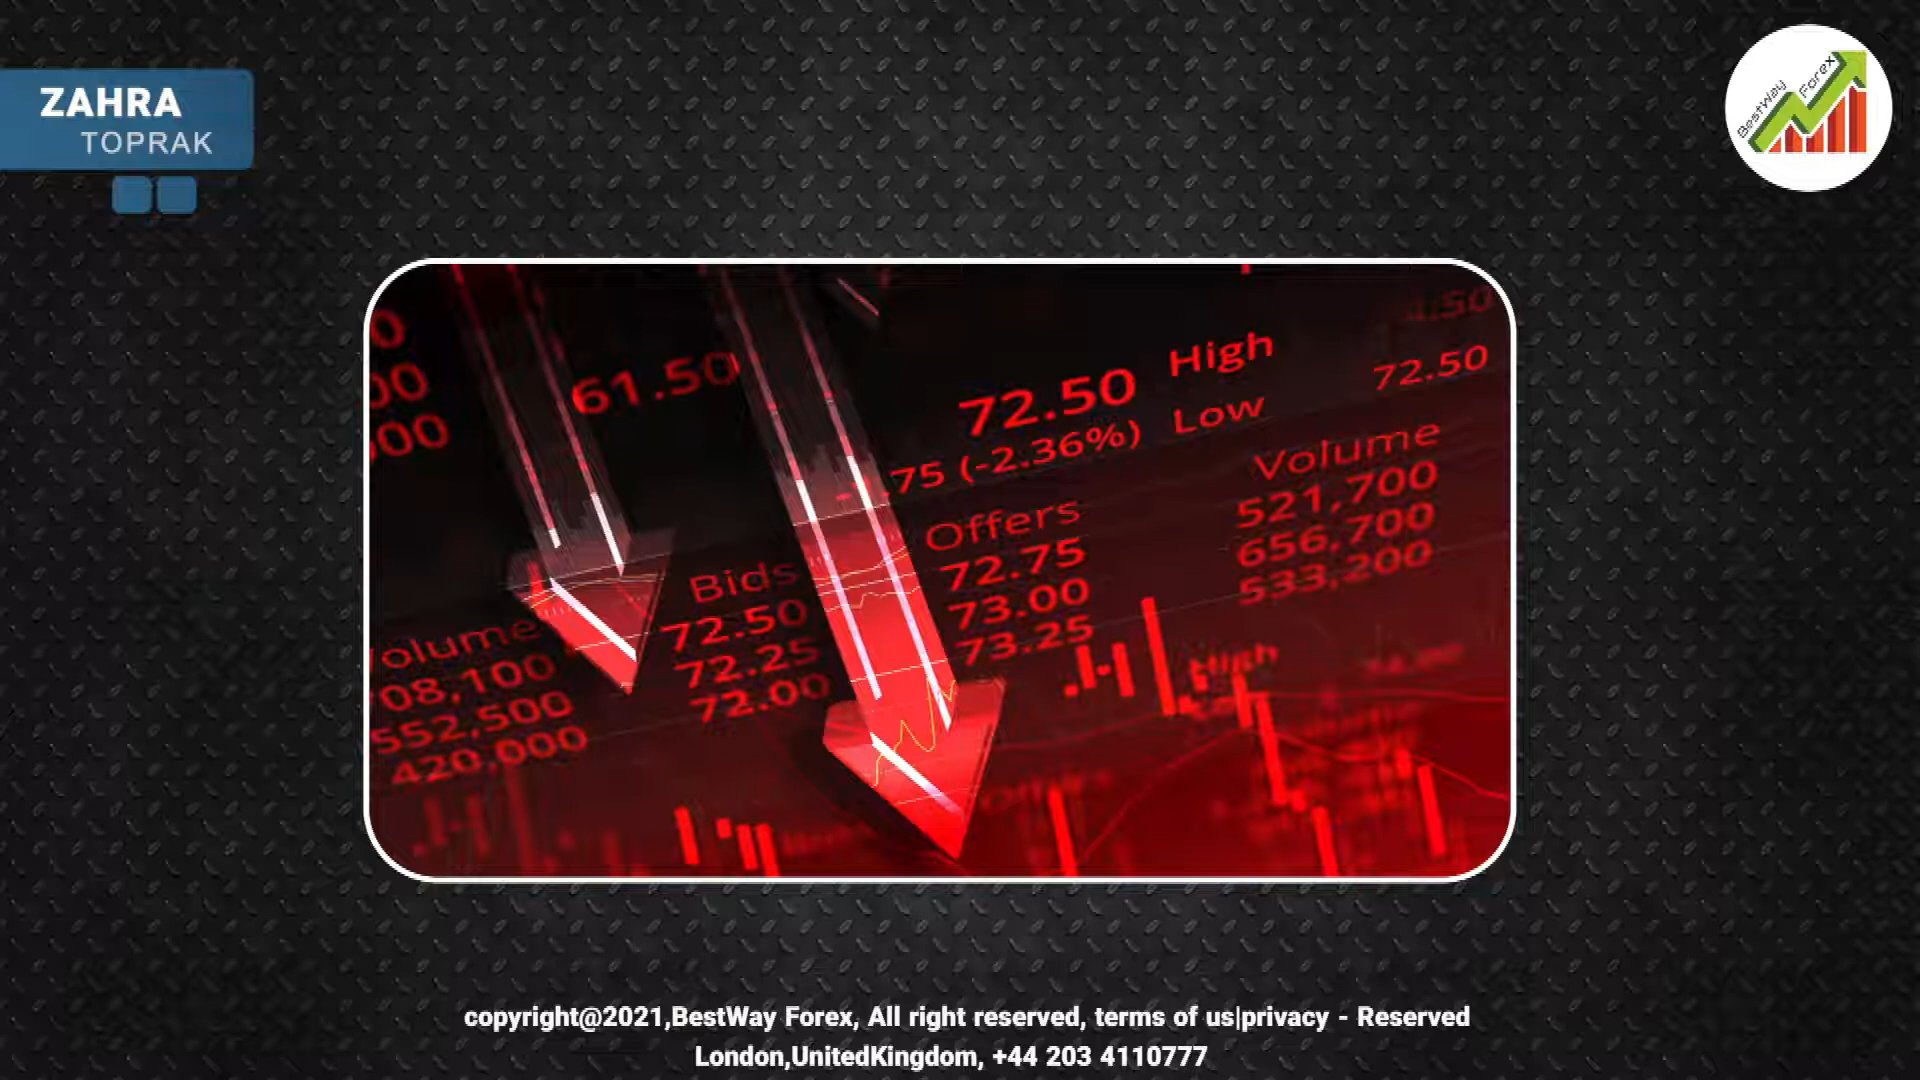 ZAHRA
TOPRAK
BestWay Forex
61.50
72.50 High
.75 (-2.36%) Low
72.50
Volume
521,700
656,700
533,200
Offers
72.75
73.00
73.25
Bids
72.50
72.25
72.00
08,100
552,500
420,000
High
copyright@2021,BestWay Forex, All right reserved, terms of us|privacy - Reserved
London,UnitedKingdom, +44 203 4110777